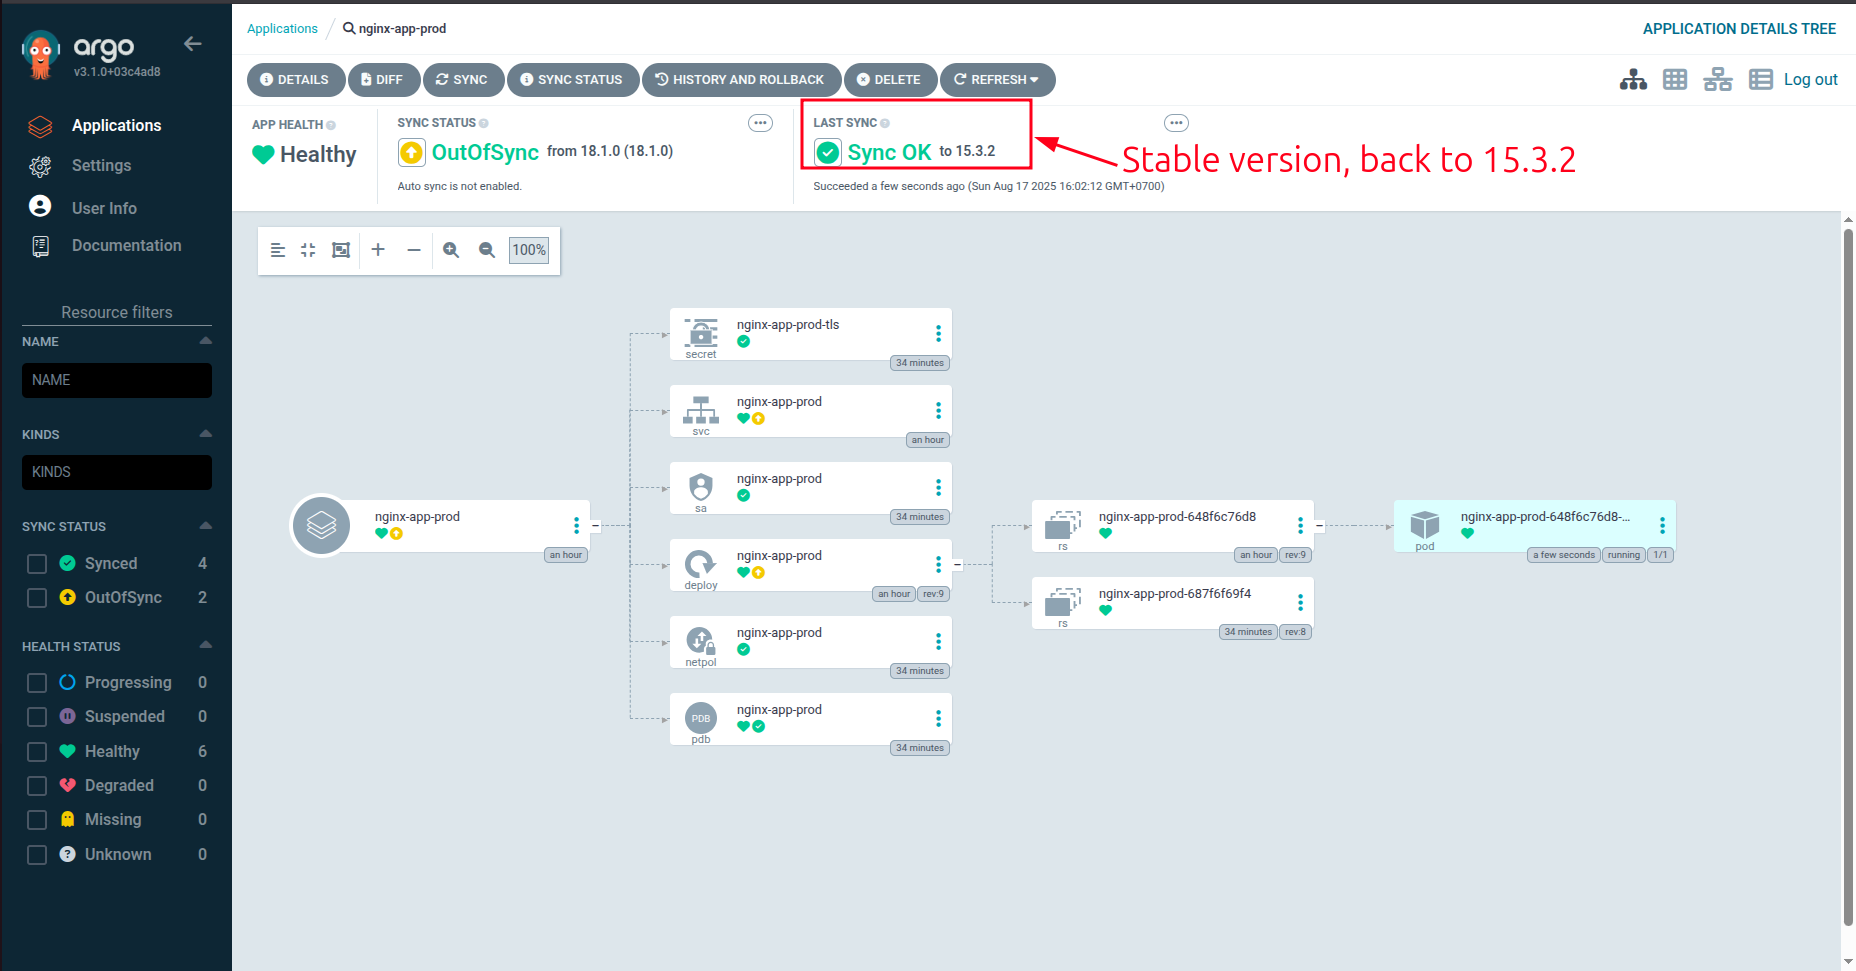 argo
v3.1.0+03c4ad8
Applications
Settings
User Info
Documentation
Resource filters
NAME
NAME
KINDS
KINDS
SYNC STATUS
Synced 4
OutOfSync 2
HEALTH STATUS
Progressing 0
Suspended 0
Healthy 6
Degraded 0
Missing 0
Unknown 0
Applications / nginx-app-prod
APPLICATION DETAILS TREE
DETAILS DIFF SYNC SYNC STATUS HISTORY AND ROLLBACK DELETE REFRESH
Log out
APP HEALTH
Healthy
SYNC STATUS
OutOfSync from 18.1.0 (18.1.0)
Auto sync is not enabled.
LAST SYNC
Sync OK to 15.3.2
Succeeded a few seconds ago (Sun Aug 17 2025 16:02:12 GMT+0700)
Stable version, back to 15.3.2
100%
nginx-app-prod
an hour
nginx-app-prod-tls
secret
34 minutes
nginx-app-prod
svc
an hour
nginx-app-prod
sa
34 minutes
nginx-app-prod
deploy
an hour rev:9
nginx-app-prod
netpol
34 minutes
nginx-app-prod
PDB
pdb
34 minutes
nginx-app-prod-648f6c76d8
rs
an hour rev:9
nginx-app-prod-687f6f69f4
rs
34 minutes rev:8
nginx-app-prod-648f6c76d8-...
pod
a few seconds running 1/1